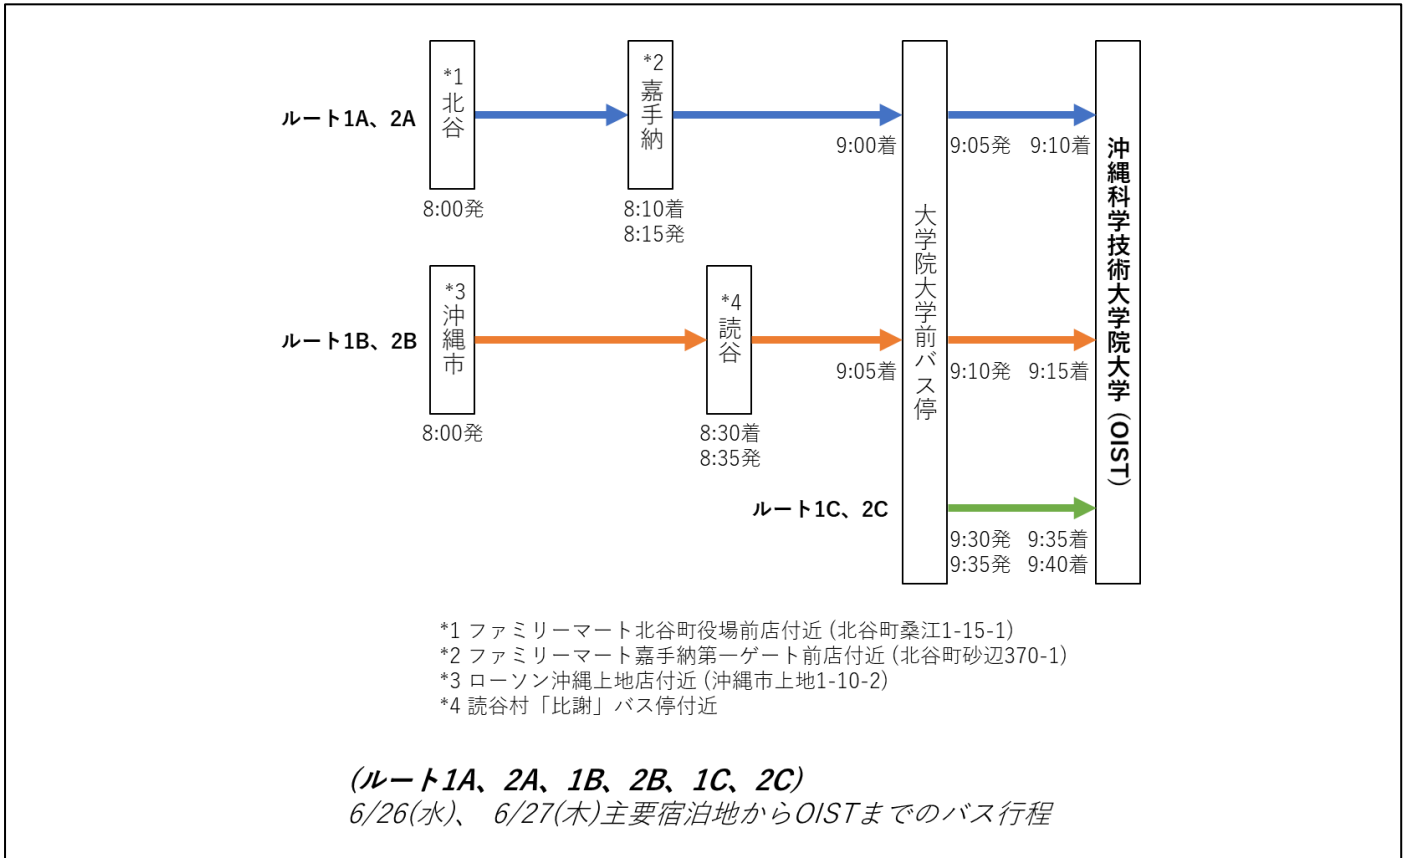 ルート1A、2A
*1 北谷
8:00発
*2 嘉手納
8:10着
8:15発
9:00着
9:05発
9:10着
ルート1B、2B
*3 沖縄市
8:00発
*4 読谷
8:30着
8:35発
9:05着
9:10発
9:15着
大学院大学前バス停
ルート1C、2C
9:30発 9:35着
9:35発 9:40着
沖縄科学技術大学院大学 (OIST)
*1 ファミリーマート北谷町役場前店付近 (北谷町桑江1-15-1)
*2 ファミリーマート嘉手納第一ゲート前店付近 (北谷町砂辺370-1)
*3 ローソン沖縄上地店付近 (沖縄市上地1-10-2)
*4 読谷村「比謝」バス停付近
(ルート1A、2A、1B、2B、1C、2C)
6/26(水)、 6/27(木)主要宿泊地からOISTまでのバス行程